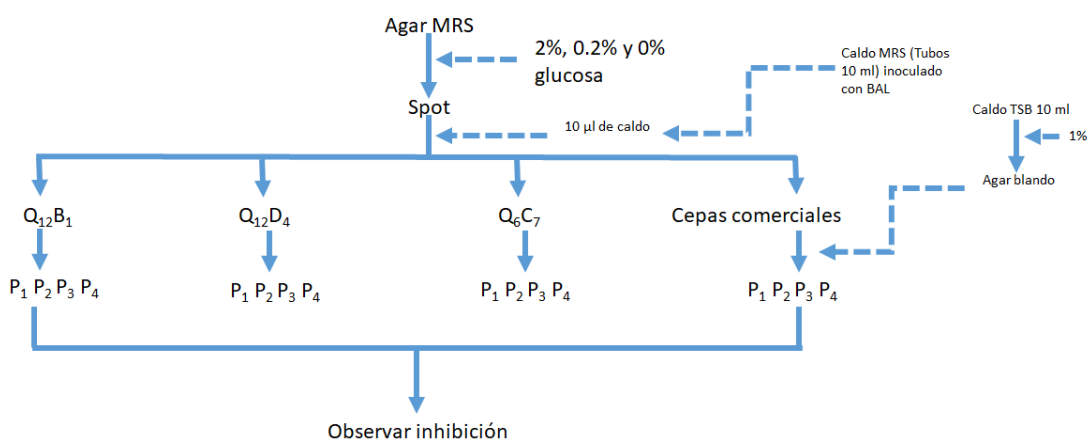 Agar MRS
2%, 0.2% y 0%
glucosa
Caldo MRS (Tubos
10 ml) inoculado
con BAL
Spot
10 µl de caldo
Caldo TSB 10 ml
1%
Agar blando
Q₁₂B₁
Q₁₂D₄
Q₆C₇
Cepas comerciales
P₁ P₂ P₃ P₄
P₁ P₂ P₃ P₄
P₁ P₂ P₃ P₄
P₁ P₂ P₃ P₄
Observar inhibición